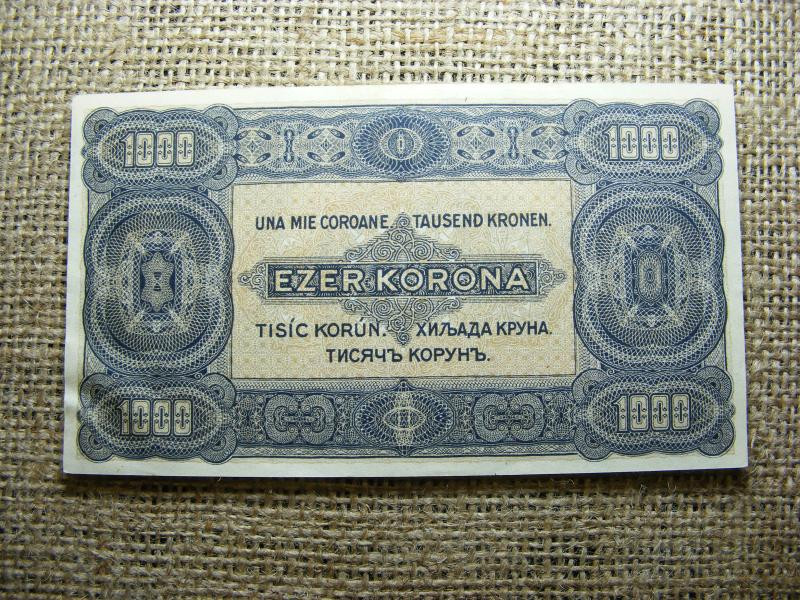 1000 1000
UNA MIE COROANE. TAUSEND KRONEN.
EZER KORONA
TISÍC KORÚN. ХИЉАДА КРУНА.
ТИСЯЧЪ КОРУНЪ.
1000 1000